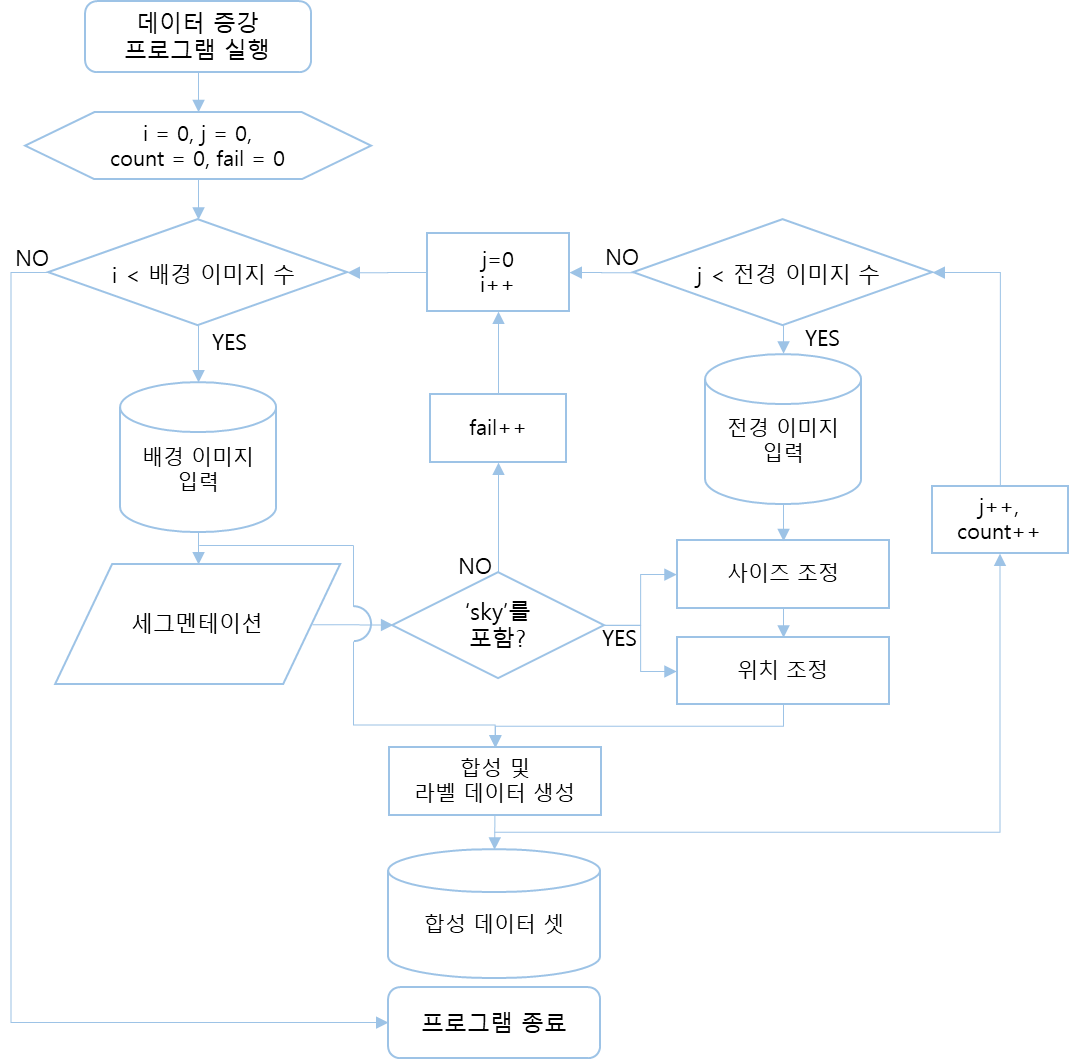 데이터 증강
프로그램 실행
i = 0, j = 0,
count = 0, fail = 0
NO
i < 배경 이미지 수
YES
j=0
i++
NO
j < 전경 이미지 수
YES
배경 이미지
입력
fail++
전경 이미지
입력
j++,
count++
세그멘테이션
NO
‘sky’를
포함?
YES
사이즈 조정
위치 조정
합성 및
라벨 데이터 생성
합성 데이터 셋
프로그램 종료